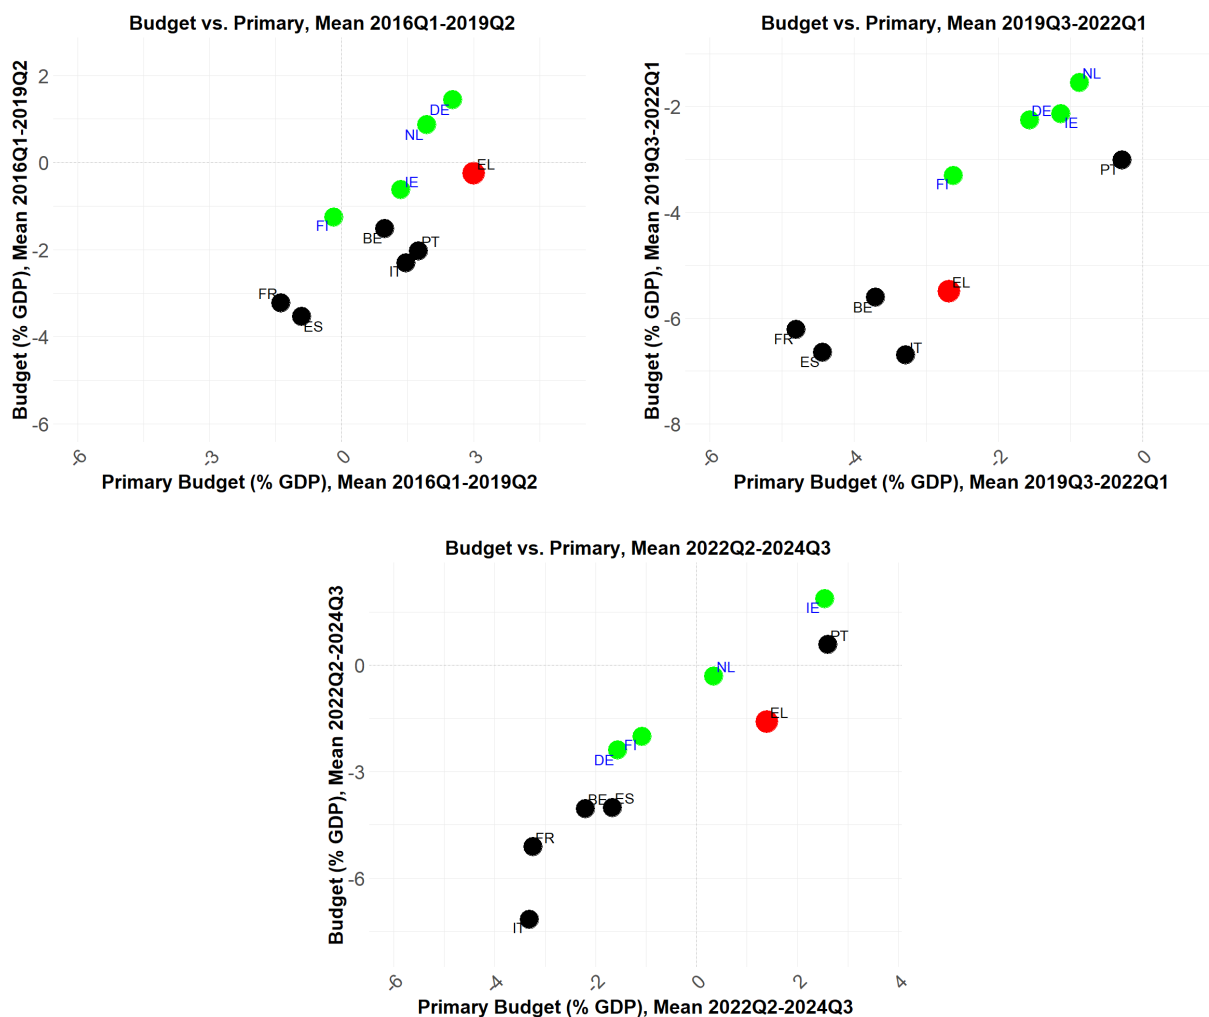 Budget vs. Primary, Mean 2016Q1-2019Q2
Budget (% GDP), Mean 2016Q1-2019Q2
2
0
-2
-4
-6
DE
NL
EL
IE
FI
BE
PT
IT
FR
ES
-6
-3
0
3
Primary Budget (% GDP), Mean 2016Q1-2019Q2
Budget vs. Primary, Mean 2019Q3-2022Q1
Budget (% GDP), Mean 2019Q3-2022Q1
-2
-4
-6
-8
NL
DE
IE
PT
FI
EL
BE
FR
IT
ES
-6
-4
-2
0
Primary Budget (% GDP), Mean 2019Q3-2022Q1
Budget vs. Primary, Mean 2022Q2-2024Q3
Budget (% GDP), Mean 2022Q2-2024Q3
0
-3
-6
IE
PT
NL
EL
FI
DE
BE
ES
FR
IT
-6
-4
-2
0
2
4
Primary Budget (% GDP), Mean 2022Q2-2024Q3